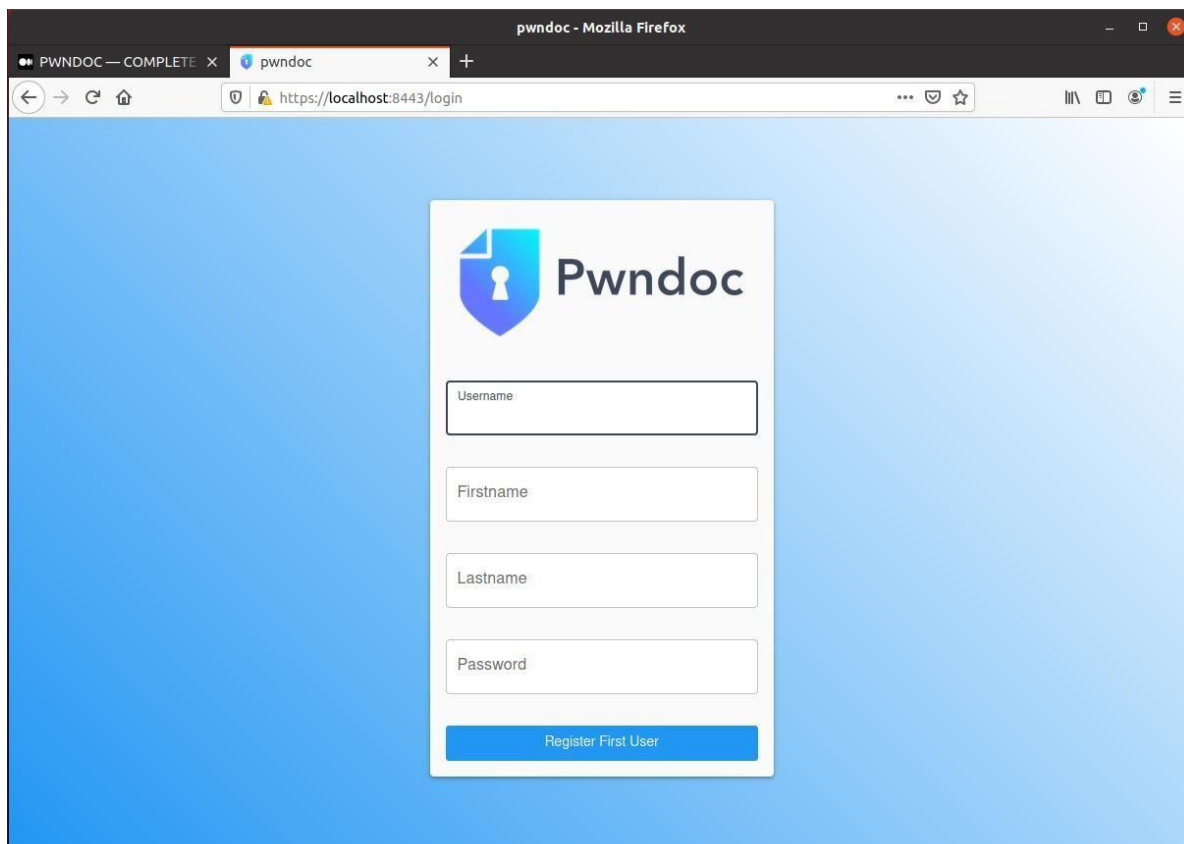 pwndoc - Mozilla Firefox
PWNDOC — COMPLETE
pwndoc
https://localhost:8443/login
Pwndoc
Username
Firstname
Lastname
Password
Register First User